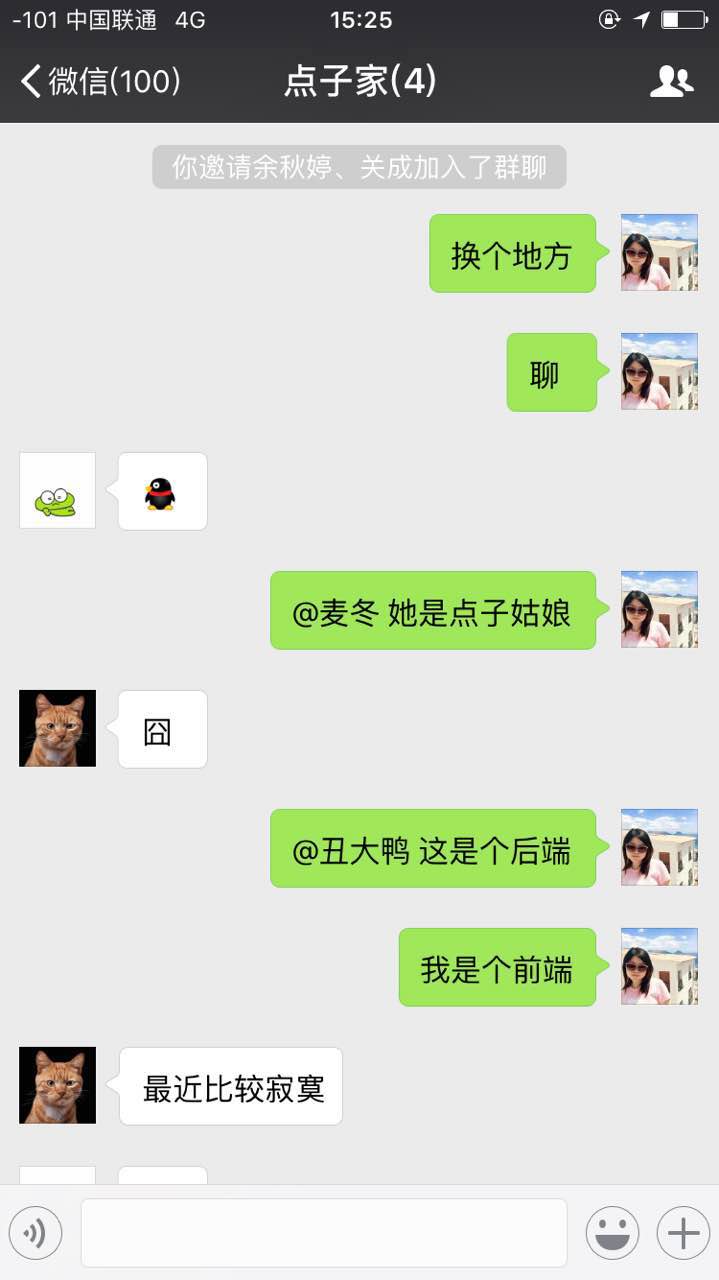 -101 中国联通 4G 15:25
微信(100) 点子家(4)
你邀请余秋婷、关成加入了群聊
换个地方
聊
@麦冬 她是点子姑娘
囧
@丑大鸭 这是个后端
我是个前端
最近比较寂寞